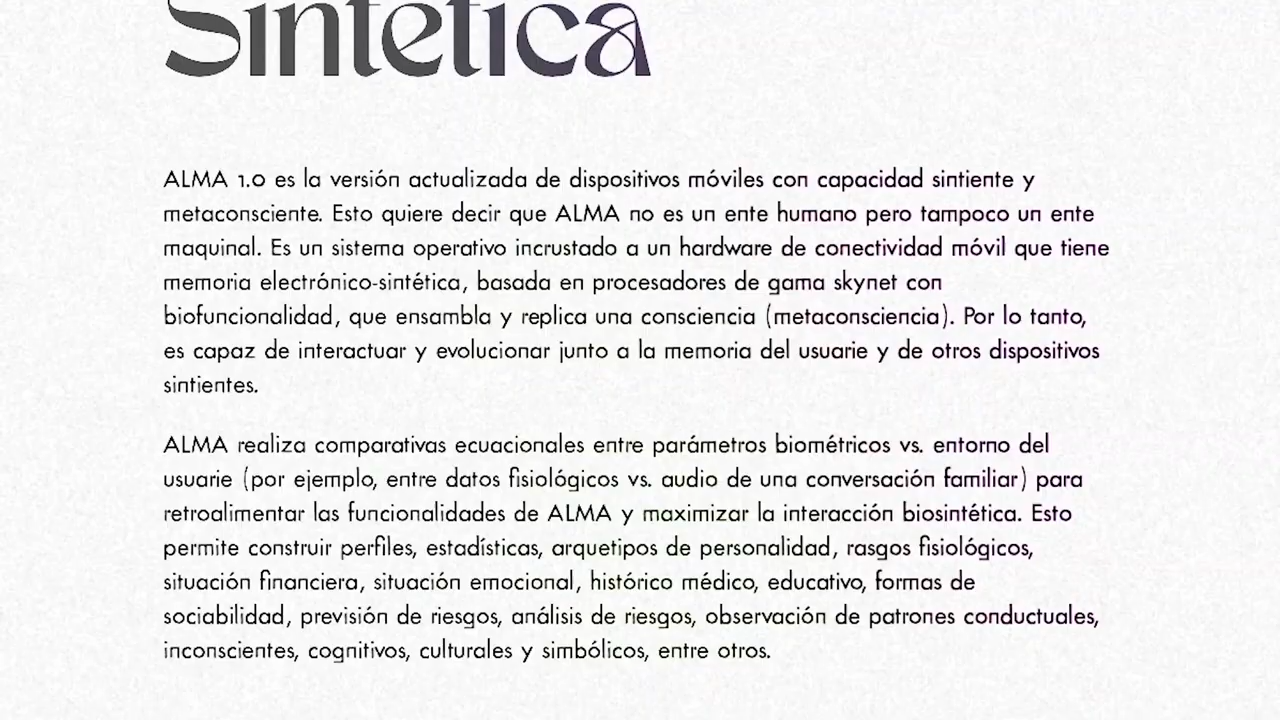 Sintética
ALMA 1.0 es la versión actualizada de dispositivos móviles con capacidad sintiente y
metaconsciente. Esto quiere decir que ALMA no es un ente humano pero tampoco un ente
maquinal. Es un sistema operativo incrustado a un hardware de conectividad móvil que tiene
memoria electrónico-sintética, basada en procesadores de gama skynet con
biofuncionalidad, que ensambla y replica una consciencia (metaconsciencia). Por lo tanto,
es capaz de interactuar y evolucionar junto a la memoria del usuarie y de otros dispositivos
sintientes.
ALMA realiza comparativas ecuacionales entre parámetros biométricos vs. entorno del
usuarie (por ejemplo, entre datos fisiológicos vs. audio de una conversación familiar) para
retroalimentar las funcionalidades de ALMA y maximizar la interacción biosintética. Esto
permite construir perfiles, estadísticas, arquetipos de personalidad, rasgos fisiológicos,
situación financiera, situación emocional, histórico médico, educativo, formas de
sociabilidad, previsión de riesgos, análisis de riesgos, observación de patrones conductuales,
inconscientes, cognitivos, culturales y simbólicos, entre otros.